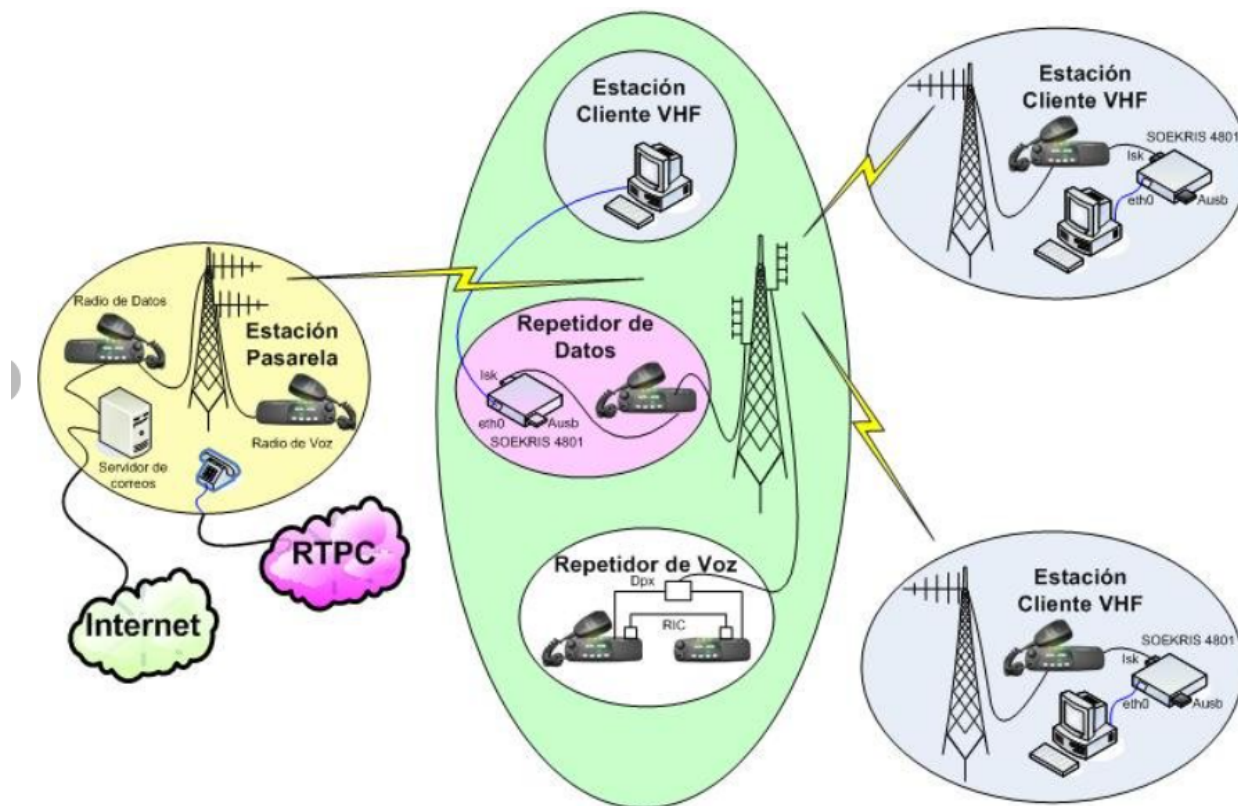 Estación
Cliente VHF
Estación
Cliente VHF
SOEKRIS 4801
Isk
eth0
Ausb
Radio de Datos
Estación
Pasarela
Radio de Voz
Servidor de
correos
RTPC
Internet
Repetidor de
Datos
Isk
eth0
Ausb
SOEKRIS 4801
Repetidor de Voz
Dpx
RIC
Estación
Cliente VHF
SOEKRIS 4801
Isk
eth0
Ausb